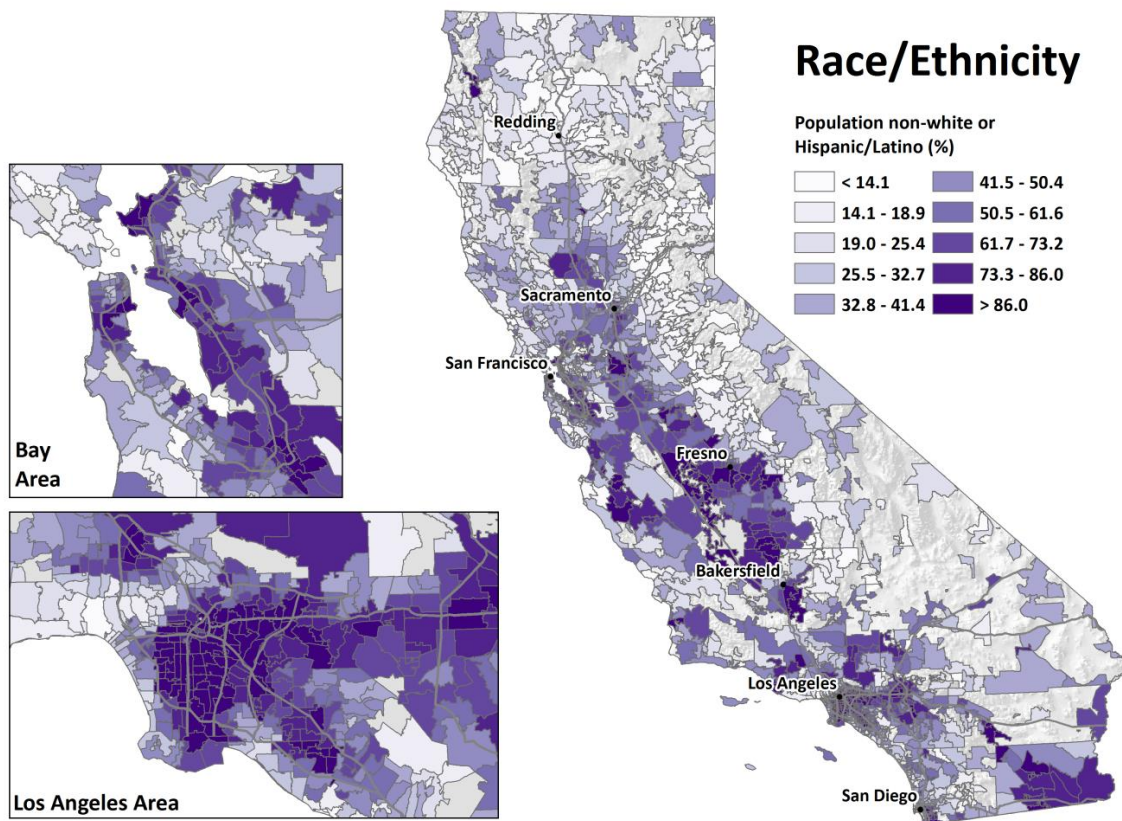 Race/Ethnicity
Population non-white or
Hispanic/Latino (%)
< 14.1
14.1 - 18.9
19.0 - 25.4
25.5 - 32.7
32.8 - 41.4
41.5 - 50.4
50.5 - 61.6
61.7 - 73.2
73.3 - 86.0
> 86.0
Redding
Sacramento
San Francisco
Fresno
Bakersfield
Los Angeles
San Diego
Bay
Area
Los Angeles Area